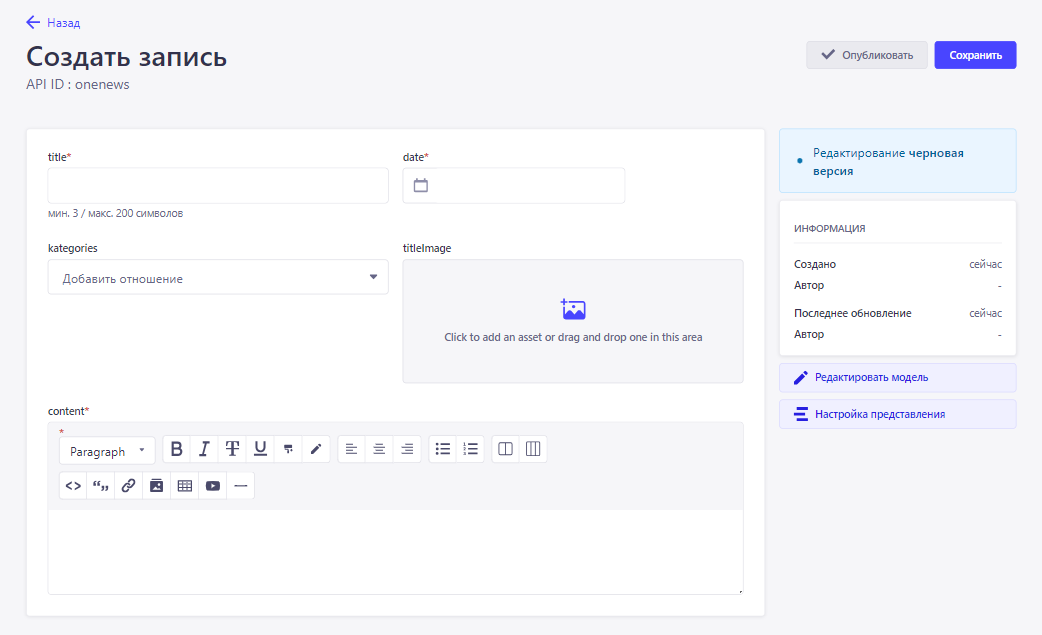 Назад
Создать запись
API ID : onenews
Опубликовать
Сохранить
title*
date*
мин. 3 / макс. 200 символов
kategories
titleImage
Добавить отношение
Click to add an asset or drag and drop one in this area
content*
*
Paragraph
Редактирование черновая
версия
ИНФОРМАЦИЯ
Создано сейчас
Автор -
Последнее обновление сейчас
Автор -
Редактировать модель
Настройка представления